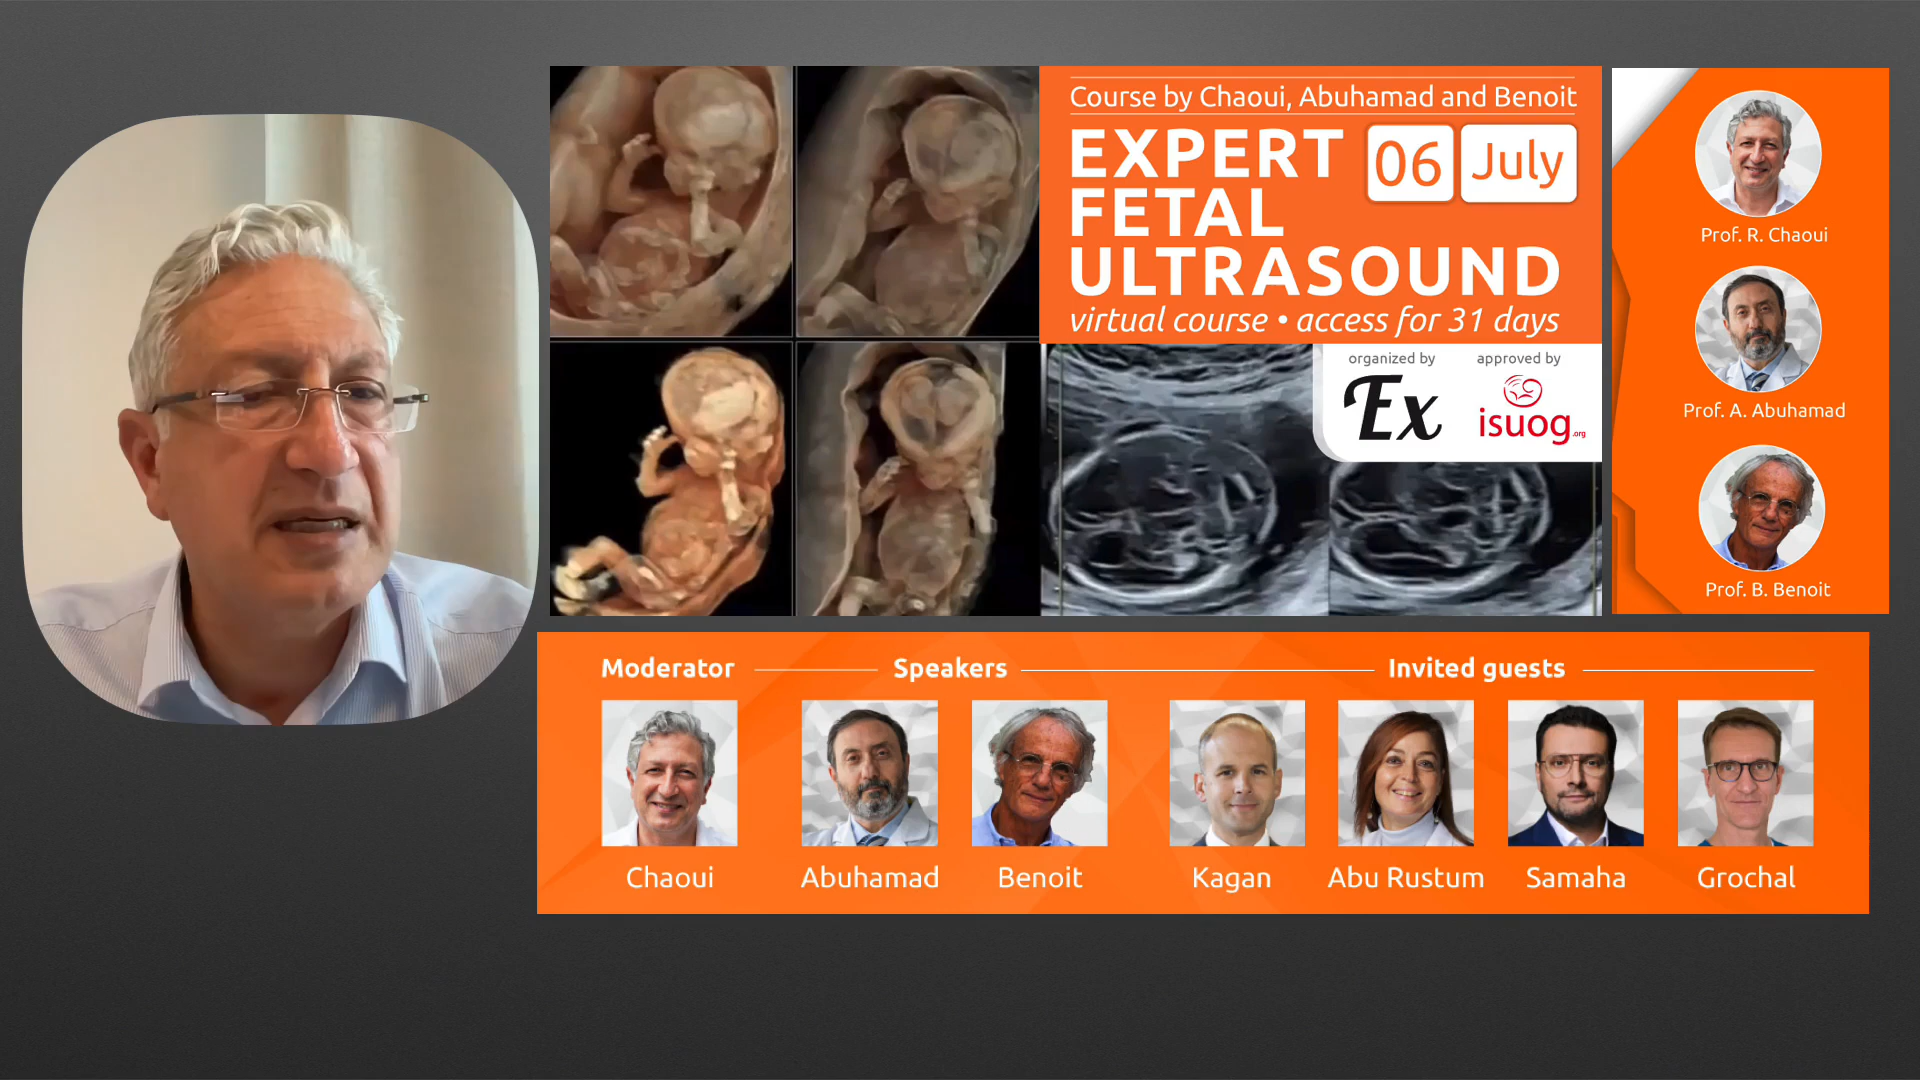 Course by Chaoui, Abuhamad and Benoit
EXPERT
06 July
FETAL
ULTRASOUND
virtual course • access for 31 days
organized by
Ex
approved by
isuog.org
Prof. R. Chaoui
Prof. A. Abuhamad
Prof. B. Benoit
Moderator
Speakers
Invited guests
Chaoui
Abuhamad
Benoit
Kagan
Abu Rustum
Samaha
Grochal